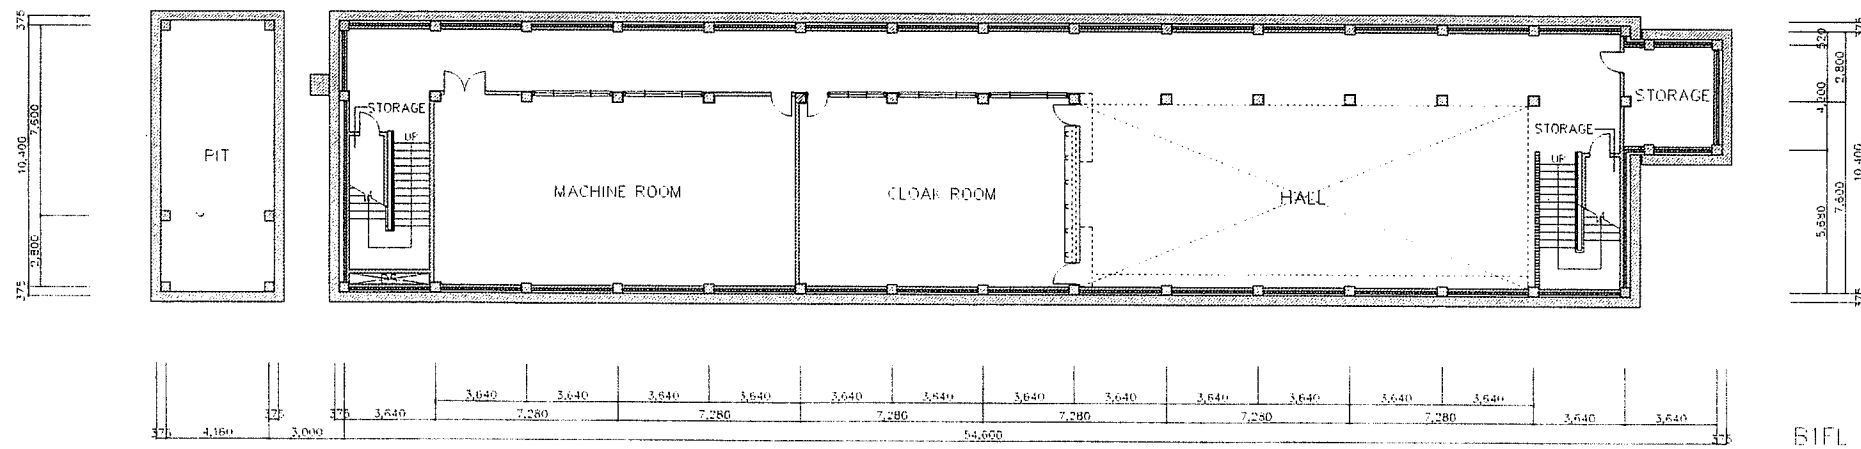 375
7,600
10,400
2,800
375
PIT
STORAGE
UP
MACHINE ROOM
CLOAK ROOM
HALL
STORAGE
UP
STORAGE
375
520
2,800
4,200
10,400
5,680
7,600
375
3,640 3,640 3,640 3,640 3,640 3,640 3,640 3,640 3,640 3,640 3,640 3,640
375 375 3,640 7,280 7,280 7,280 7,280 7,280 7,280 3,640 3,640
375 4,160 3,000 54,600 375
B1FL